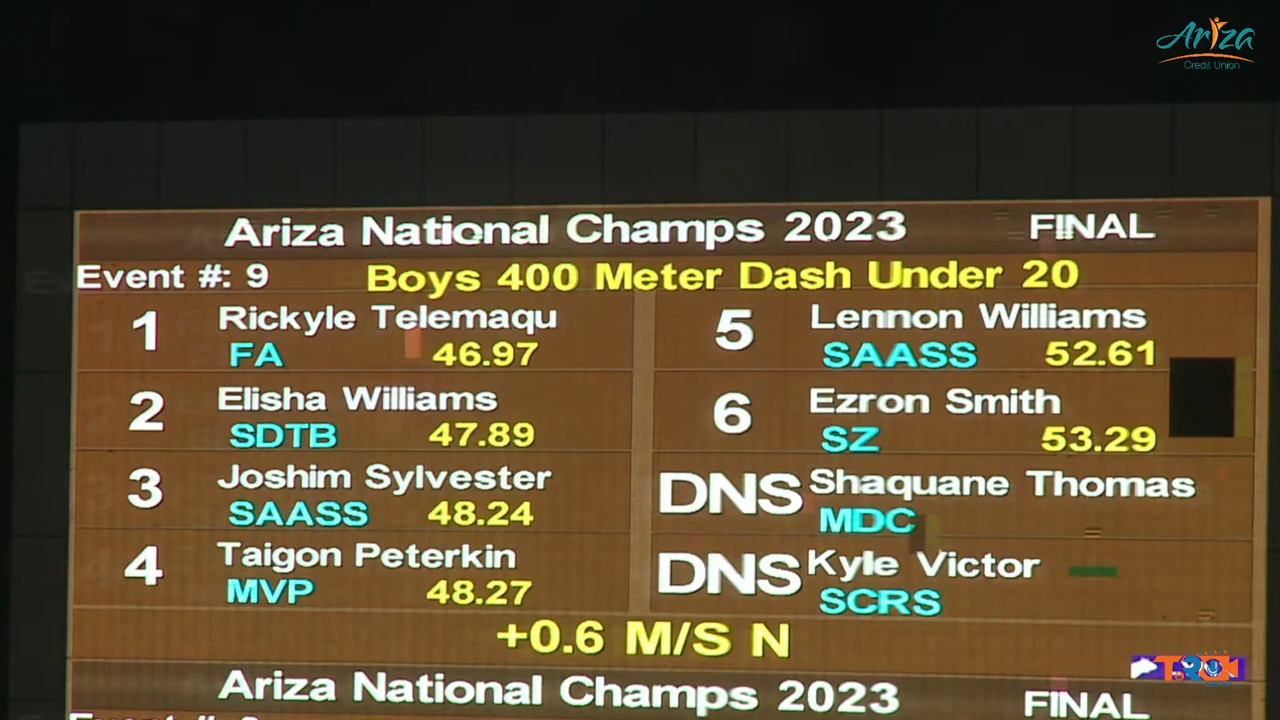 Ariza
Credit Union
Ariza National Champs 2023 FINAL
Event #: 9 Boys 400 Meter Dash Under 20
1 Rickyle Telemaqu
FA 46.97
2 Elisha Williams
SDTB 47.89
3 Joshim Sylvester
SAASS 48.24
4 Taigon Peterkin
MVP 48.27
5 Lennon Williams
SAASS 52.61
6 Ezron Smith
SZ 53.29
DNS Shaquane Thomas
MDC
DNS Kyle Victor
SCRS
+0.6 M/S N
Ariza National Champs 2023 FINAL